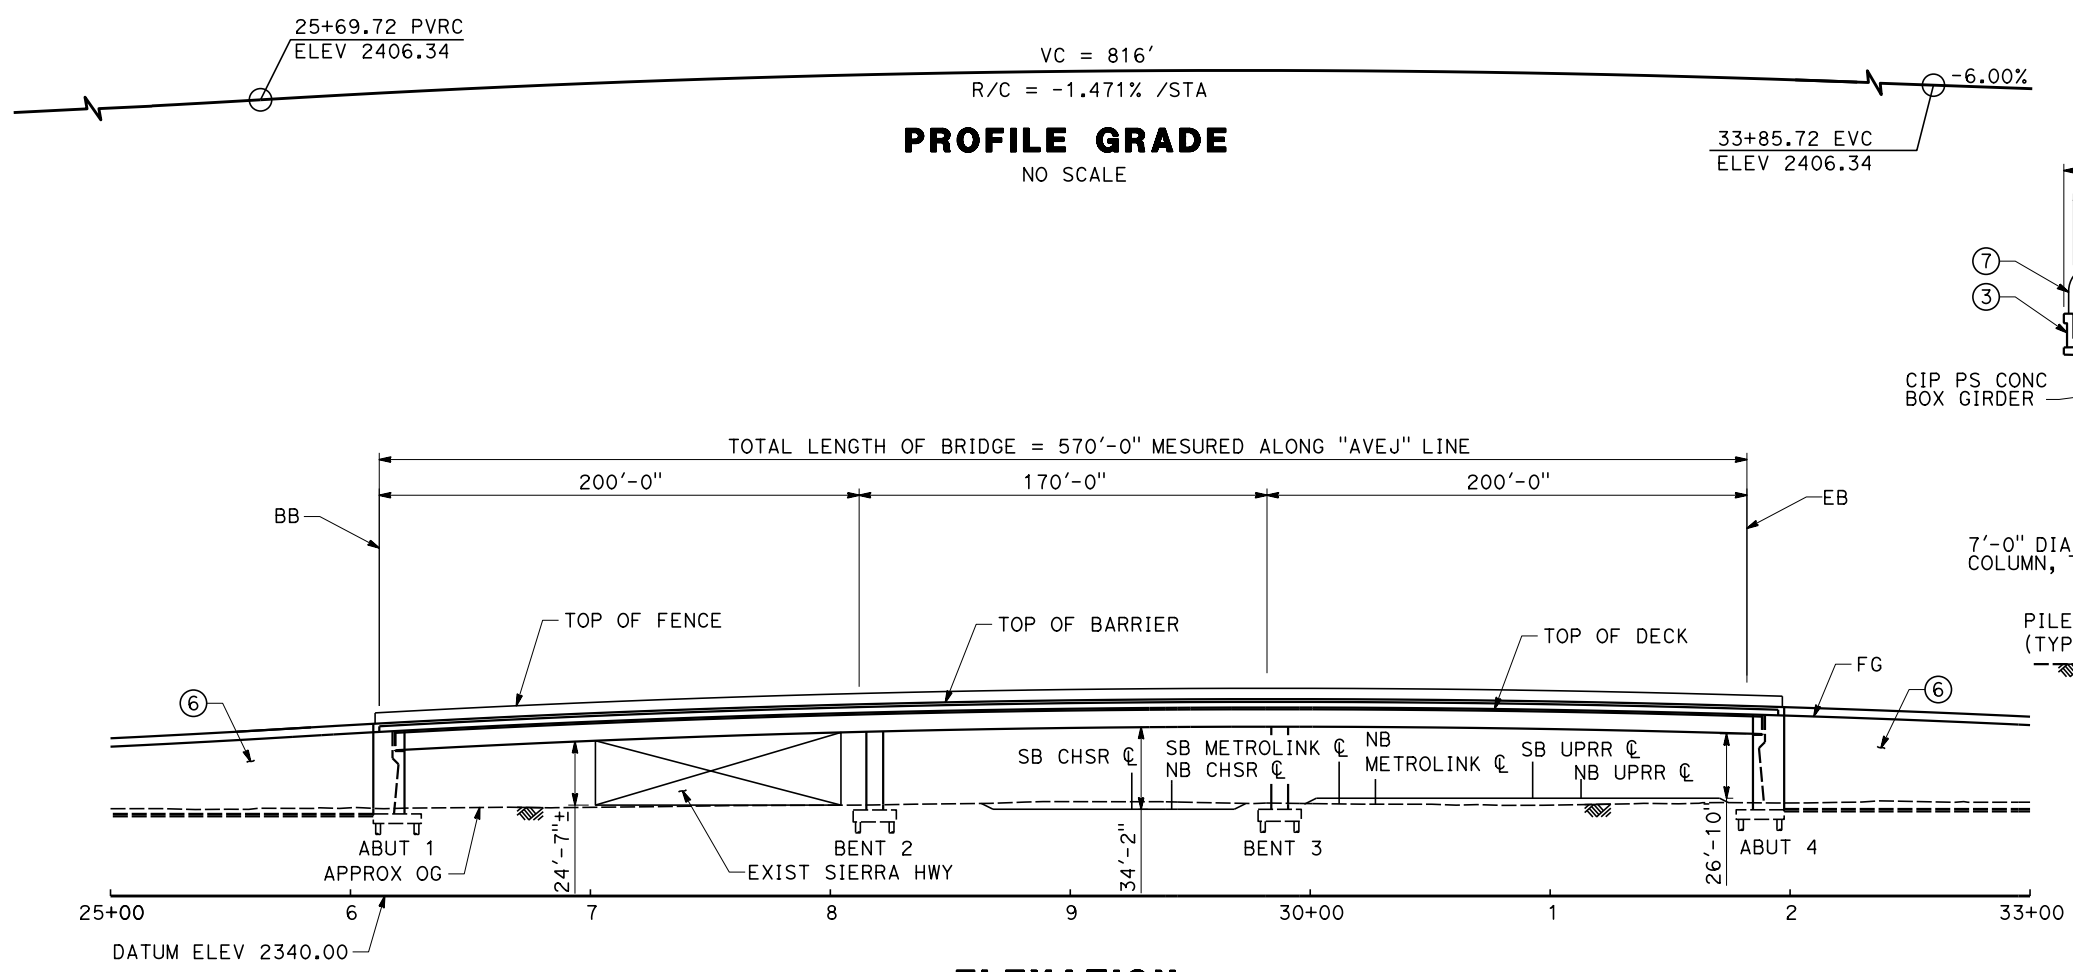 25+69.72 PVRC
ELEV 2406.34
VC = 816'
R/C = -1.471% /STA
-6.00%
PROFILE GRADE
NO SCALE
33+85.72 EVC
ELEV 2406.34
7
3
CIP PS CONC
BOX GIRDER
TOTAL LENGTH OF BRIDGE = 570'-0" MESURED ALONG "AVEJ" LINE
200'-0"
170'-0"
200'-0"
BB
EB
7'-0" DIA
COLUMN,
TOP OF FENCE
TOP OF BARRIER
TOP OF DECK
PILE
(TYP
FG
6
6
SB CHSR ℄
SB METROLINK ℄
NB CHSR ℄
NB
METROLINK ℄
SB UPRR ℄
NB UPRR ℄
24'-7"±
34'-2"
26'-10"
ABUT 1
BENT 2
BENT 3
ABUT 4
APPROX OG
EXIST SIERRA HWY
25+00
6
7
8
9
30+00
1
2
33+00
DATUM ELEV 2340.00
ELEVATION